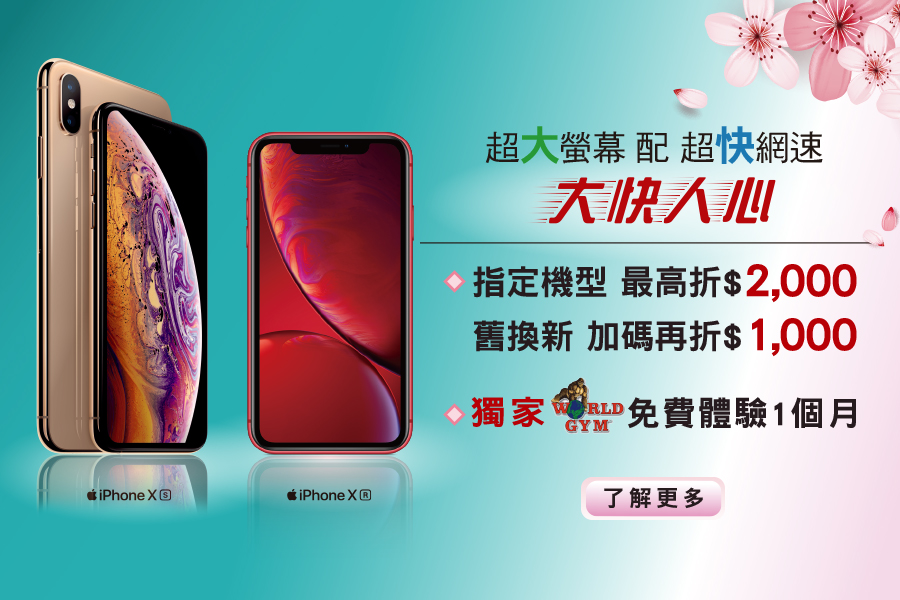 超大螢幕 配 超快網速
大快人心
指定機型 最高折$2,000
舊換新 加碼再折$1,000
獨家 WORLD GYM 免費體驗1個月
了解更多
iPhone XS
iPhone XR